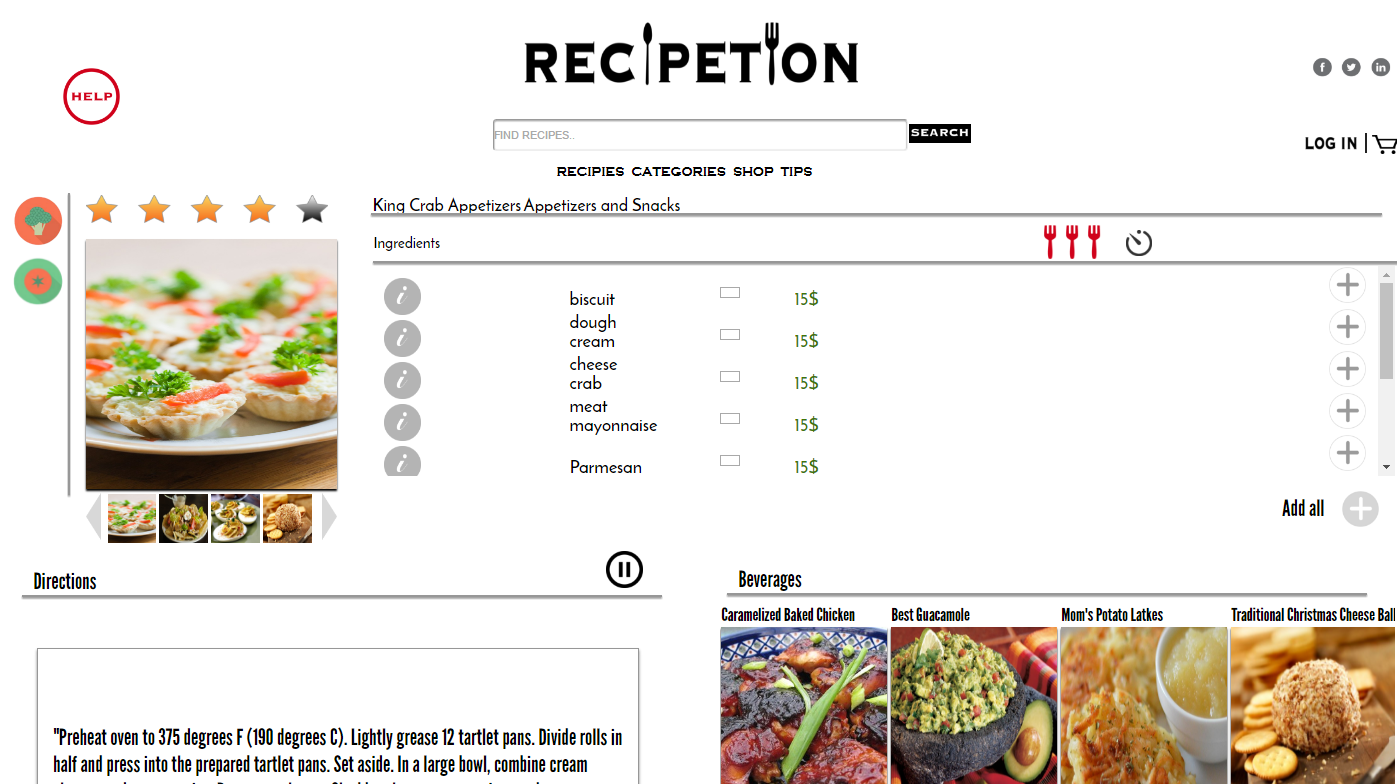 RECIPETION
HELP
FIND RECIPES..
SEARCH
LOG IN
RECIPIES CATEGORIES SHOP TIPS
King Crab Appetizers Appetizers and Snacks
Ingredients
biscuit 15$
dough
cream 15$
cheese
crab 15$
meat
mayonnaise 15$
Parmesan 15$
Add all
Directions
Beverages
Caramelized Baked Chicken
Best Guacamole
Mom's Potato Latkes
Traditional Christmas Cheese Ball
"Preheat oven to 375 degrees F (190 degrees C). Lightly grease 12 tartlet pans. Divide rolls in
half and press into the prepared tartlet pans. Set aside. In a large bowl, combine cream